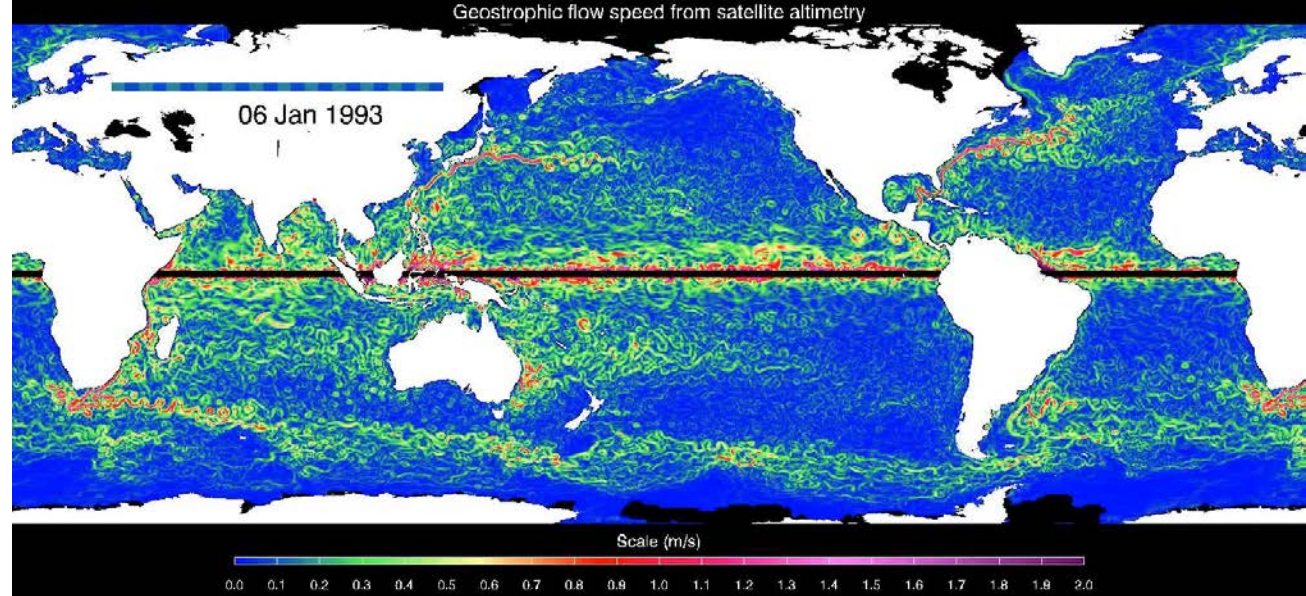 Geostrophic flow speed from satellite altimetry
06 Jan 1993
Scale (m/s)
0.0 0.1 0.2 0.3 0.4 0.5 0.6 0.7 0.8 0.9 1.0 1.1 1.2 1.3 1.4 1.5 1.6 1.7 1.8 1.9 2.0